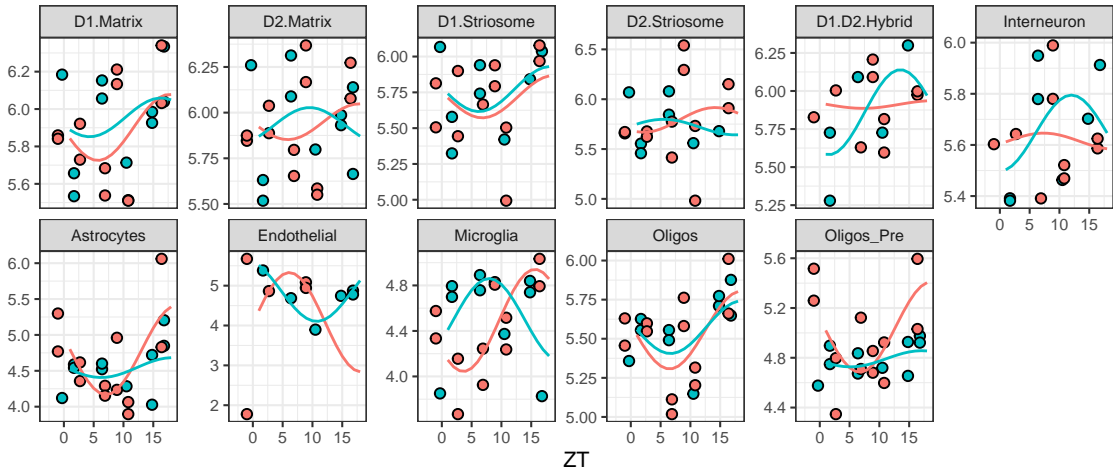 D1.Matrix D2.Matrix D1.Striosome D2.Striosome D1.D2.Hybrid Interneuron
6.2 6.0 5.8 5.6
6.25 6.00 5.75 5.50
6.00 5.75 5.50 5.25 5.00
6.5 6.0 5.5 5.0
6.25 6.00 5.75 5.50 5.25
6.0 5.8 5.6 5.4
0 5 10 15
Astrocytes Endothelial Microglia Oligos Oligos_Pre
6.0 5.5 5.0 4.5 4.0
5 4 3 2
4.8 4.4 4.0
6.00 5.75 5.50 5.25 5.00
5.6 5.2 4.8 4.4
0 5 10 15 0 5 10 15 0 5 10 15 0 5 10 15 0 5 10 15
ZT